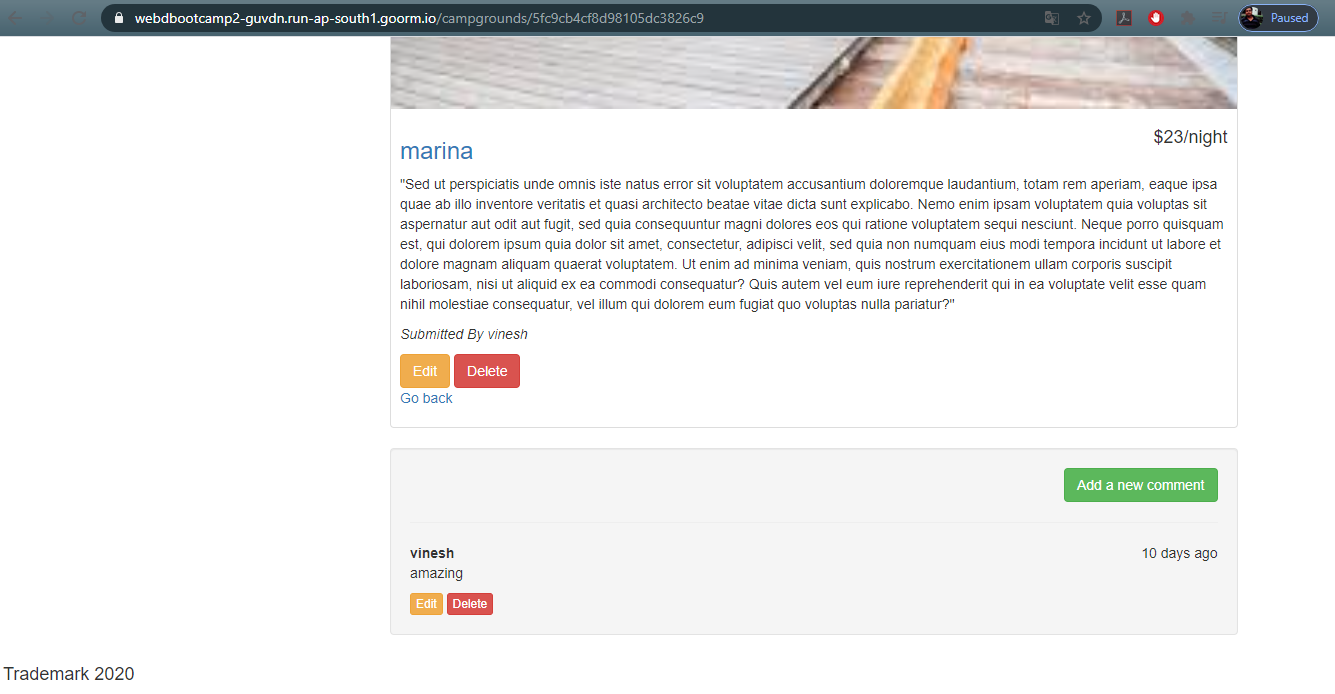 webdbootcamp2-guvdn.run-ap-south1.goorm.io/campgrounds/5fc9cb4cf8d98105dc3826c9
Paused
$23/night
marina
"Sed ut perspiciatis unde omnis iste natus error sit voluptatem accusantium doloremque laudantium, totam rem aperiam, eaque ipsa
quae ab illo inventore veritatis et quasi architecto beatae vitae dicta sunt explicabo. Nemo enim ipsam voluptatem quia voluptas sit
aspernatur aut odit aut fugit, sed quia consequuntur magni dolores eos qui ratione voluptatem sequi nesciunt. Neque porro quisquam
est, qui dolorem ipsum quia dolor sit amet, consectetur, adipisci velit, sed quia non numquam eius modi tempora incidunt ut labore et
dolore magnam aliquam quaerat voluptatem. Ut enim ad minima veniam, quis nostrum exercitationem ullam corporis suscipit
laboriosam, nisi ut aliquid ex ea commodi consequatur? Quis autem vel eum iure reprehenderit qui in ea voluptate velit esse quam
nihil molestiae consequatur, vel illum qui dolorem eum fugiat quo voluptas nulla pariatur?"
Submitted By vinesh
Edit Delete
Go back
Add a new comment
vinesh 10 days ago
amazing
Edit Delete
Trademark 2020